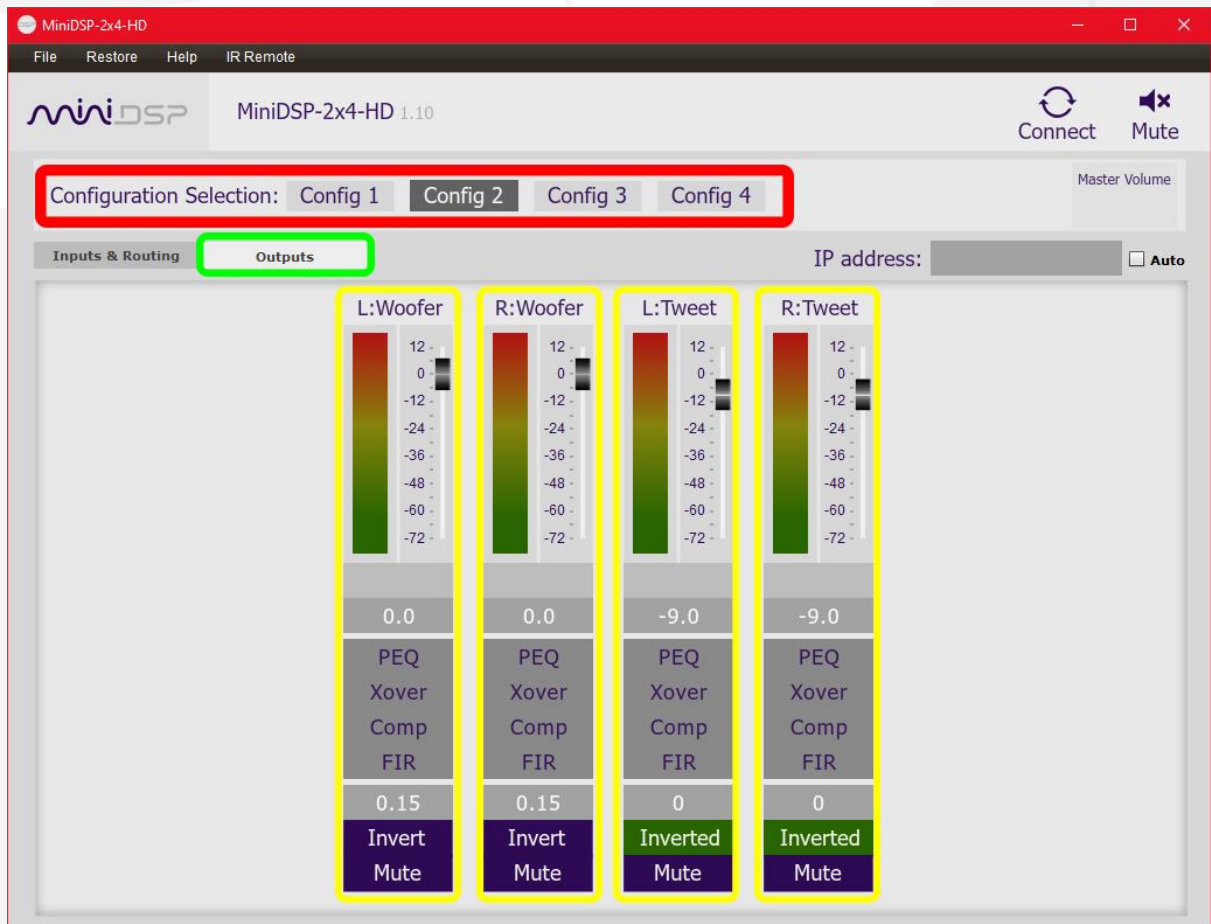 MiniDSP-2x4-HD
File Restore Help IR Remote
mini DSP MiniDSP-2x4-HD 1.10
Connect Mute
Configuration Selection: Config 1 Config 2 Config 3 Config 4
Master Volume
Inputs & Routing Outputs IP address: Auto
L:Woofer R:Woofer L:Tweet R:Tweet
12 12 12 12
0 0 0 0
-12 -12 -12 -12
-24 -24 -24 -24
-36 -36 -36 -36
-48 -48 -48 -48
-60 -60 -60 -60
-72 -72 -72 -72
0.0 0.0 -9.0 -9.0
PEQ PEQ PEQ PEQ
Xover Xover Xover Xover
Comp Comp Comp Comp
FIR FIR FIR FIR
0.15 0.15 0 0
Invert Invert Inverted Inverted
Mute Mute Mute Mute